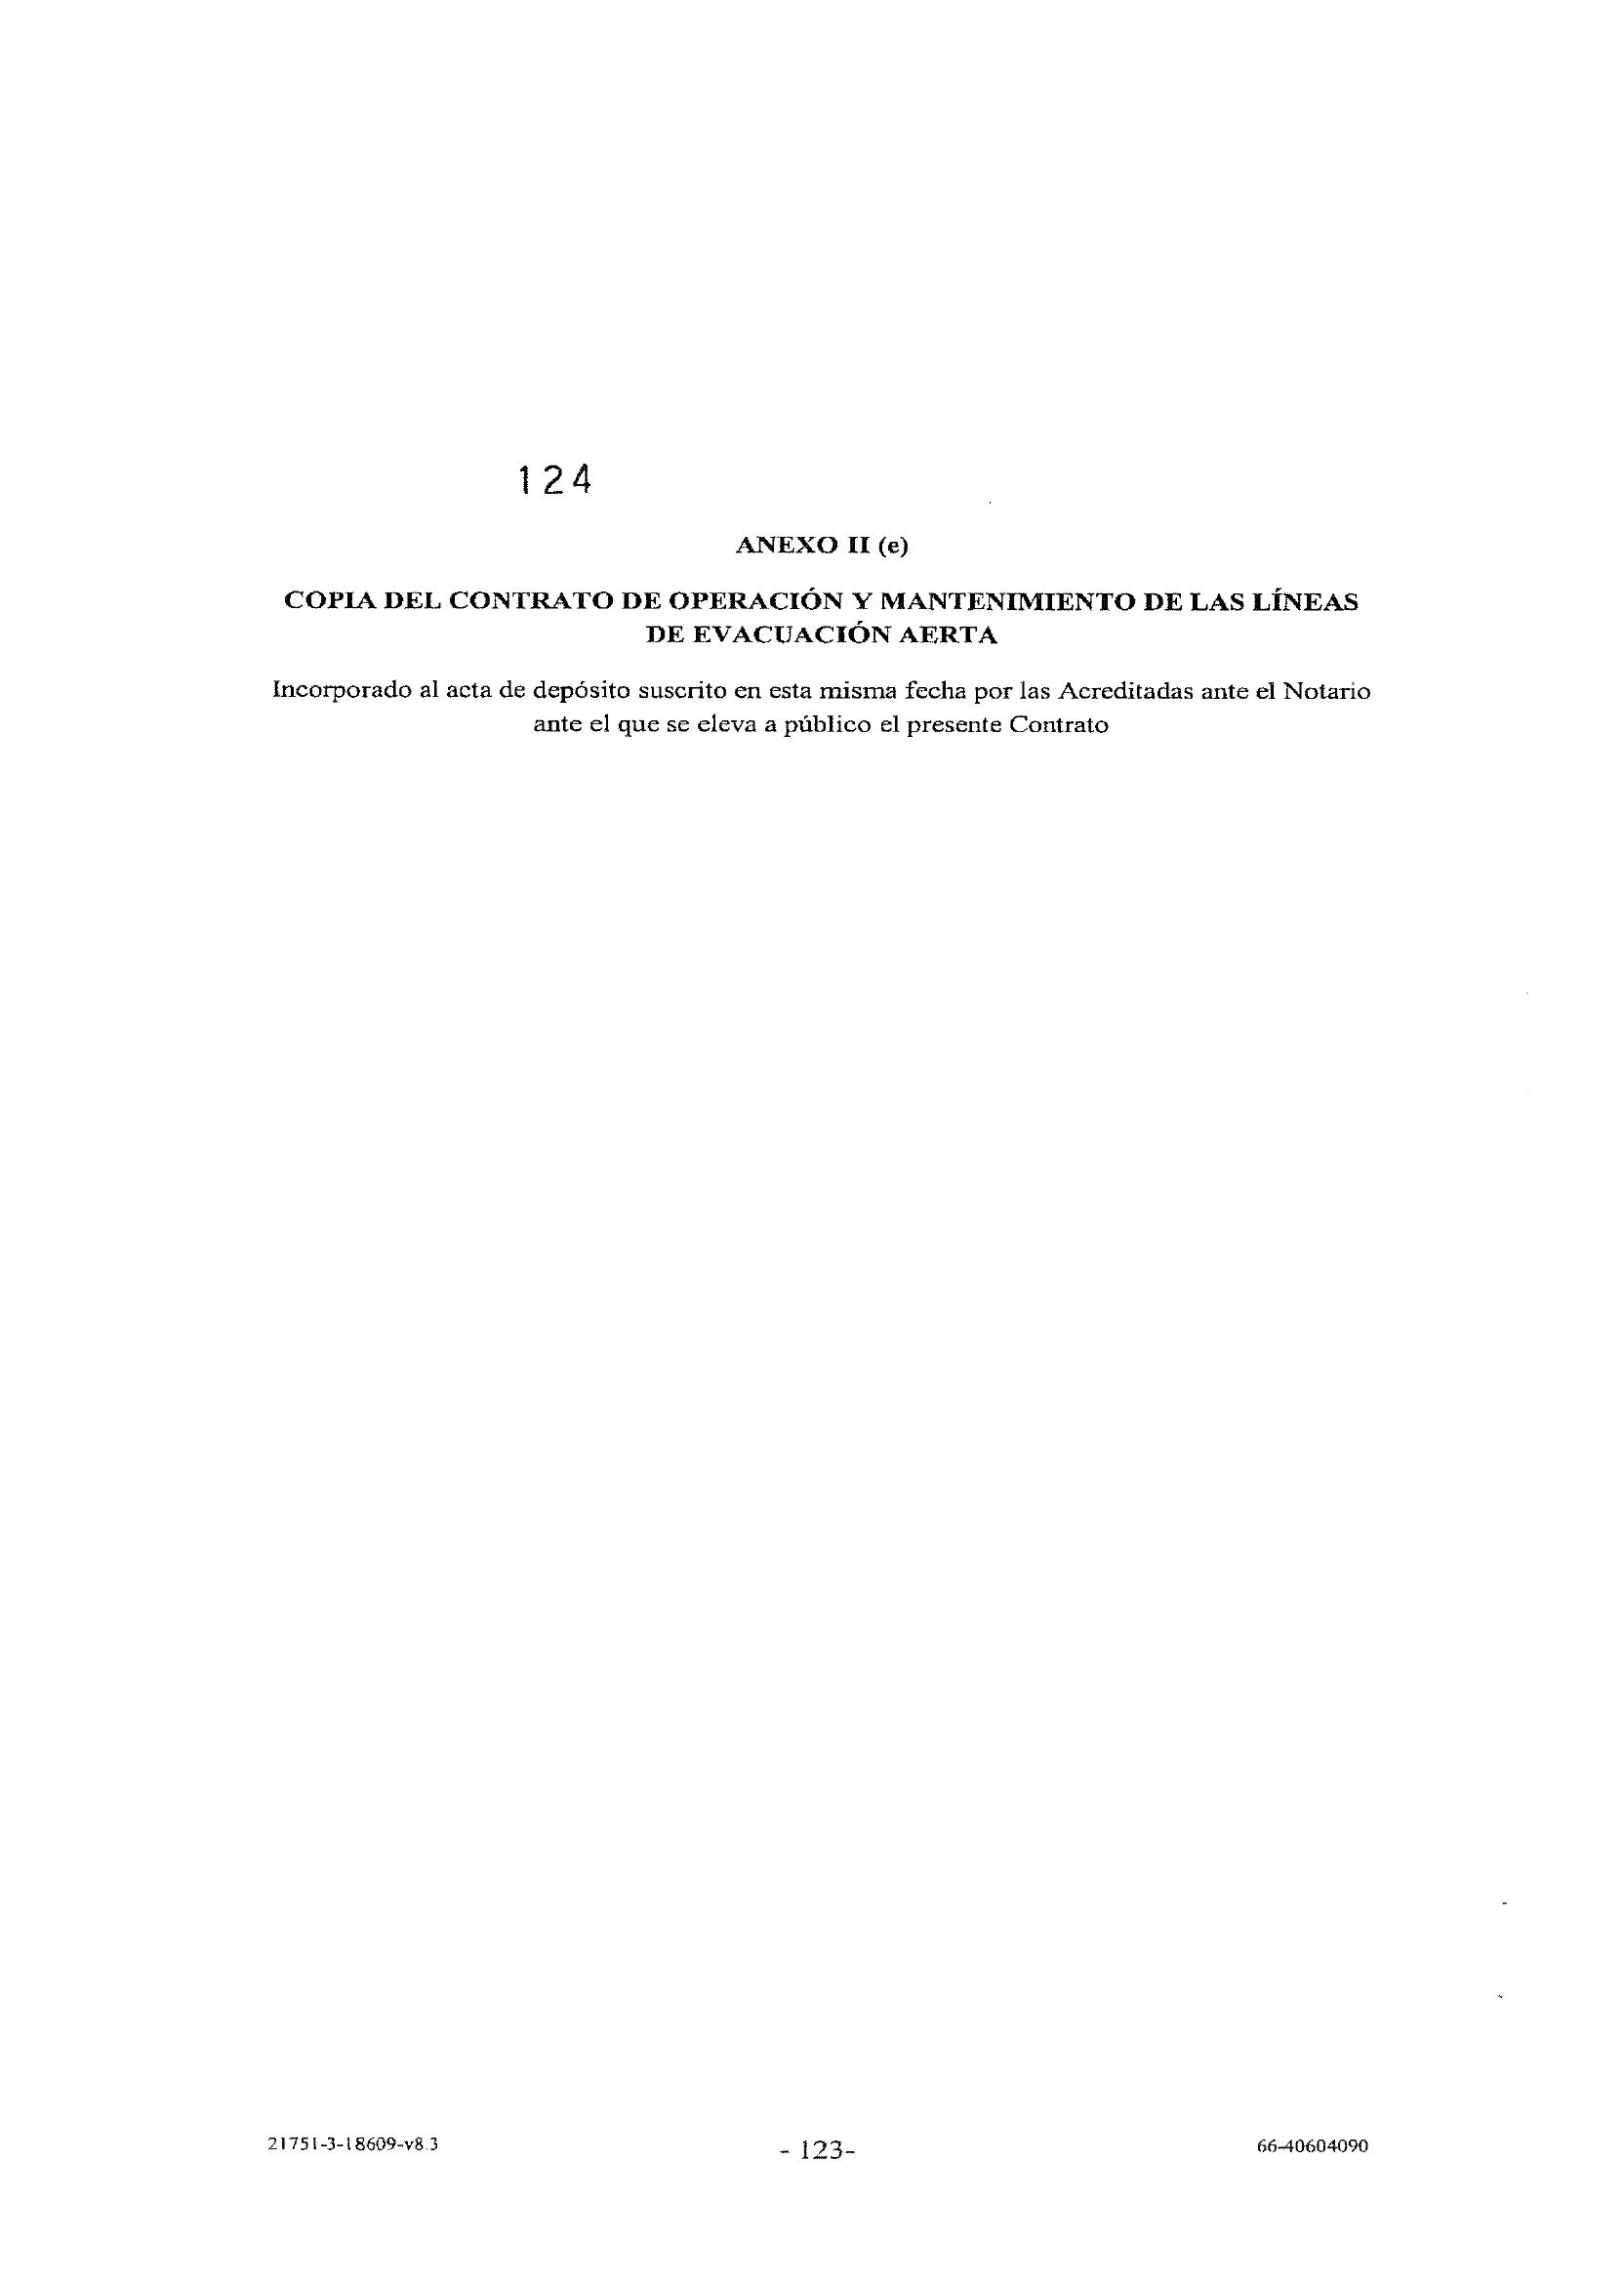 124
ANEXO II (e)
COPIA DEL CONTRATO DE OPERACIÓN Y MANTENIMIENTO DE LAS LÍNEAS
DE EVACUACIÓN AERTA
Incorporado al acta de depósito suscrito en esta misma fecha por las Acreditadas ante el Notario
ante el que se eleva a público el presente Contrato
21751-3-18609-v8.3
- 123-
66-40604090